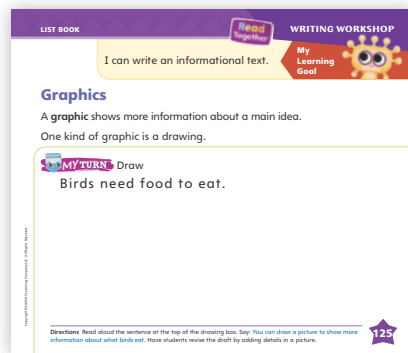 LIST BOOK
Read
Together
WRITING WORKSHOP
I can write an informational text.
My
Learning
Goal
Graphics
A graphic shows more information about a main idea.
One kind of graphic is a drawing.
MY TURN Draw
Birds need food to eat.
Directions Read aloud the sentence at the top of the drawing box. Say: You can draw a picture to show more
information about what birds eat. Have students revise the draft by adding details in a picture.
125